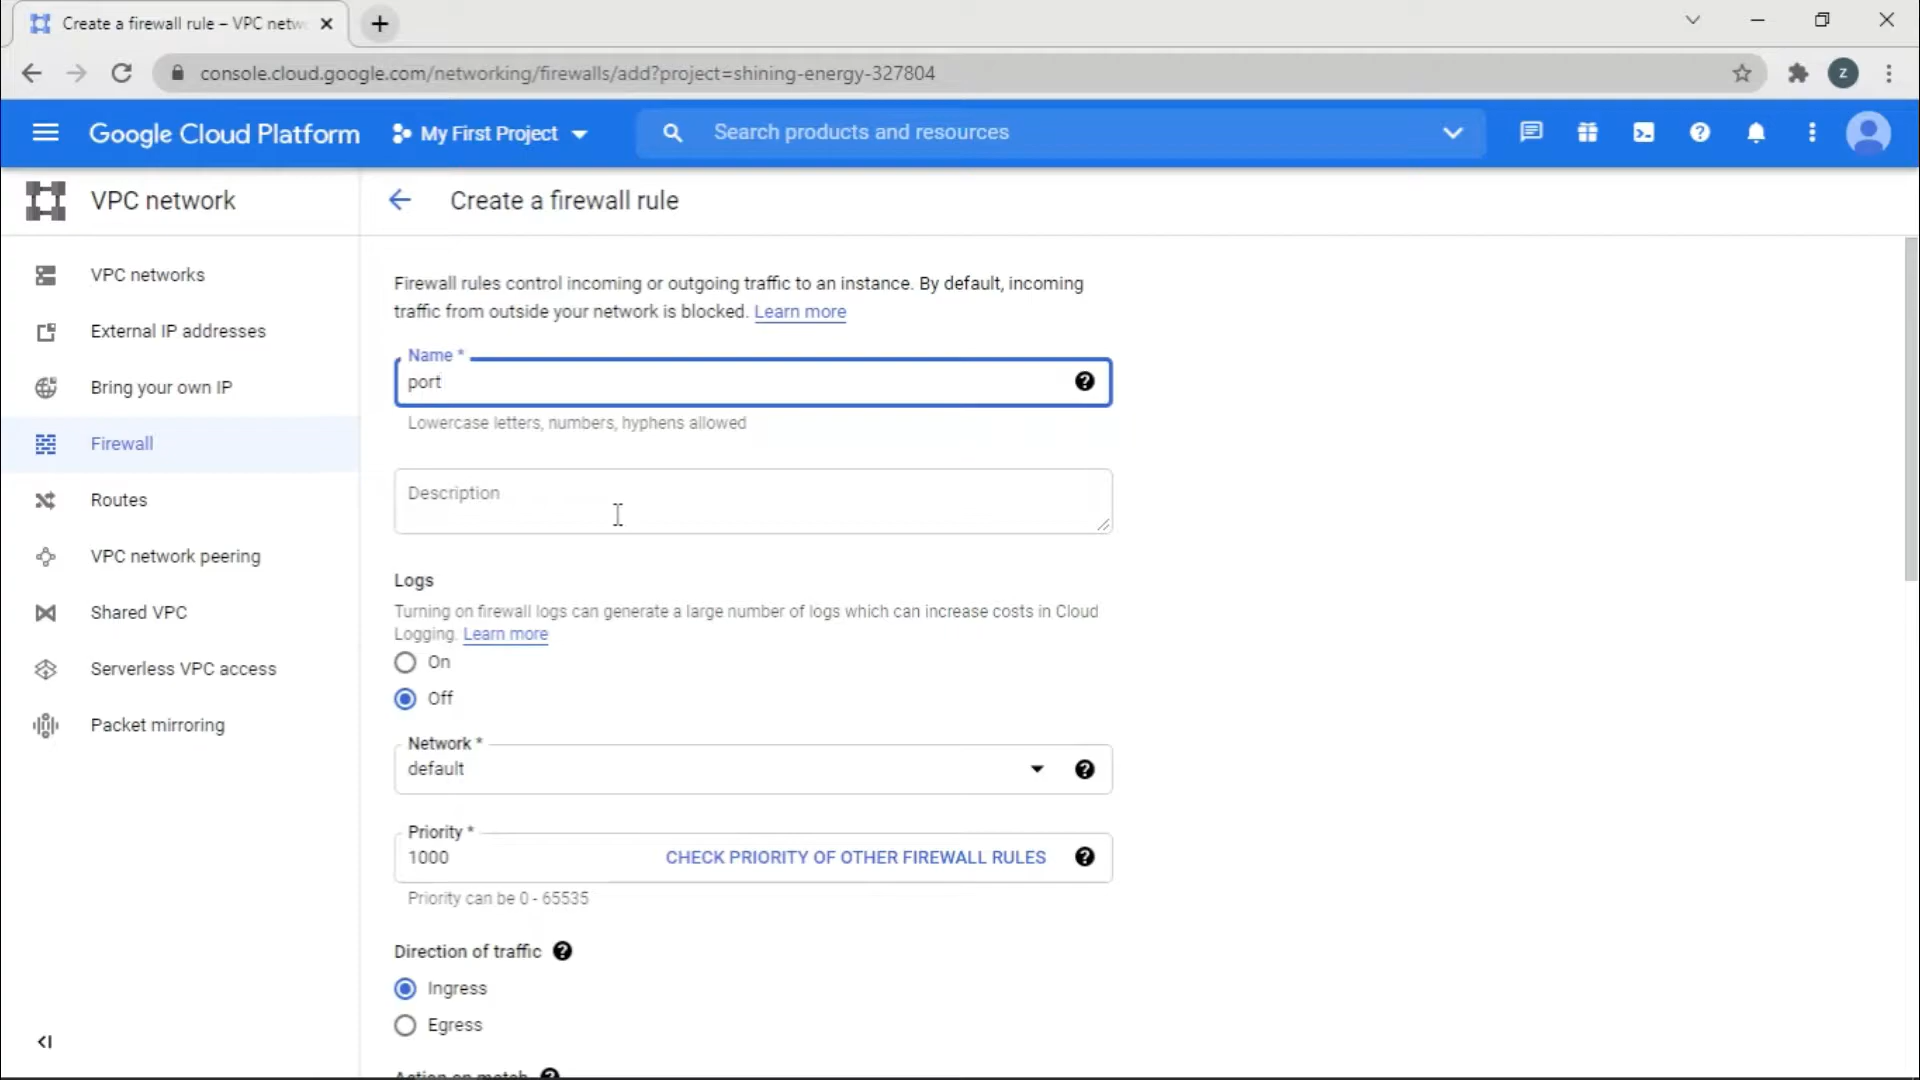 Create a firewall rule – VPC netw
console.cloud.google.com/networking/firewalls/add?project=shining-energy-327804
Z
Google Cloud Platform
My First Project
Search products and resources
VPC network
Create a firewall rule
VPC networks
External IP addresses
Bring your own IP
Firewall
Routes
VPC network peering
Shared VPC
Serverless VPC access
Packet mirroring
Firewall rules control incoming or outgoing traffic to an instance. By default, incoming
traffic from outside your network is blocked. Learn more
Name *
port
Lowercase letters, numbers, hyphens allowed
Description
Logs
Turning on firewall logs can generate a large number of logs which can increase costs in Cloud
Logging. Learn more
On
Off
Network *
default
Priority *
1000
CHECK PRIORITY OF OTHER FIREWALL RULES
Priority can be 0 - 65535
Direction of traffic
Ingress
Egress
Action on match